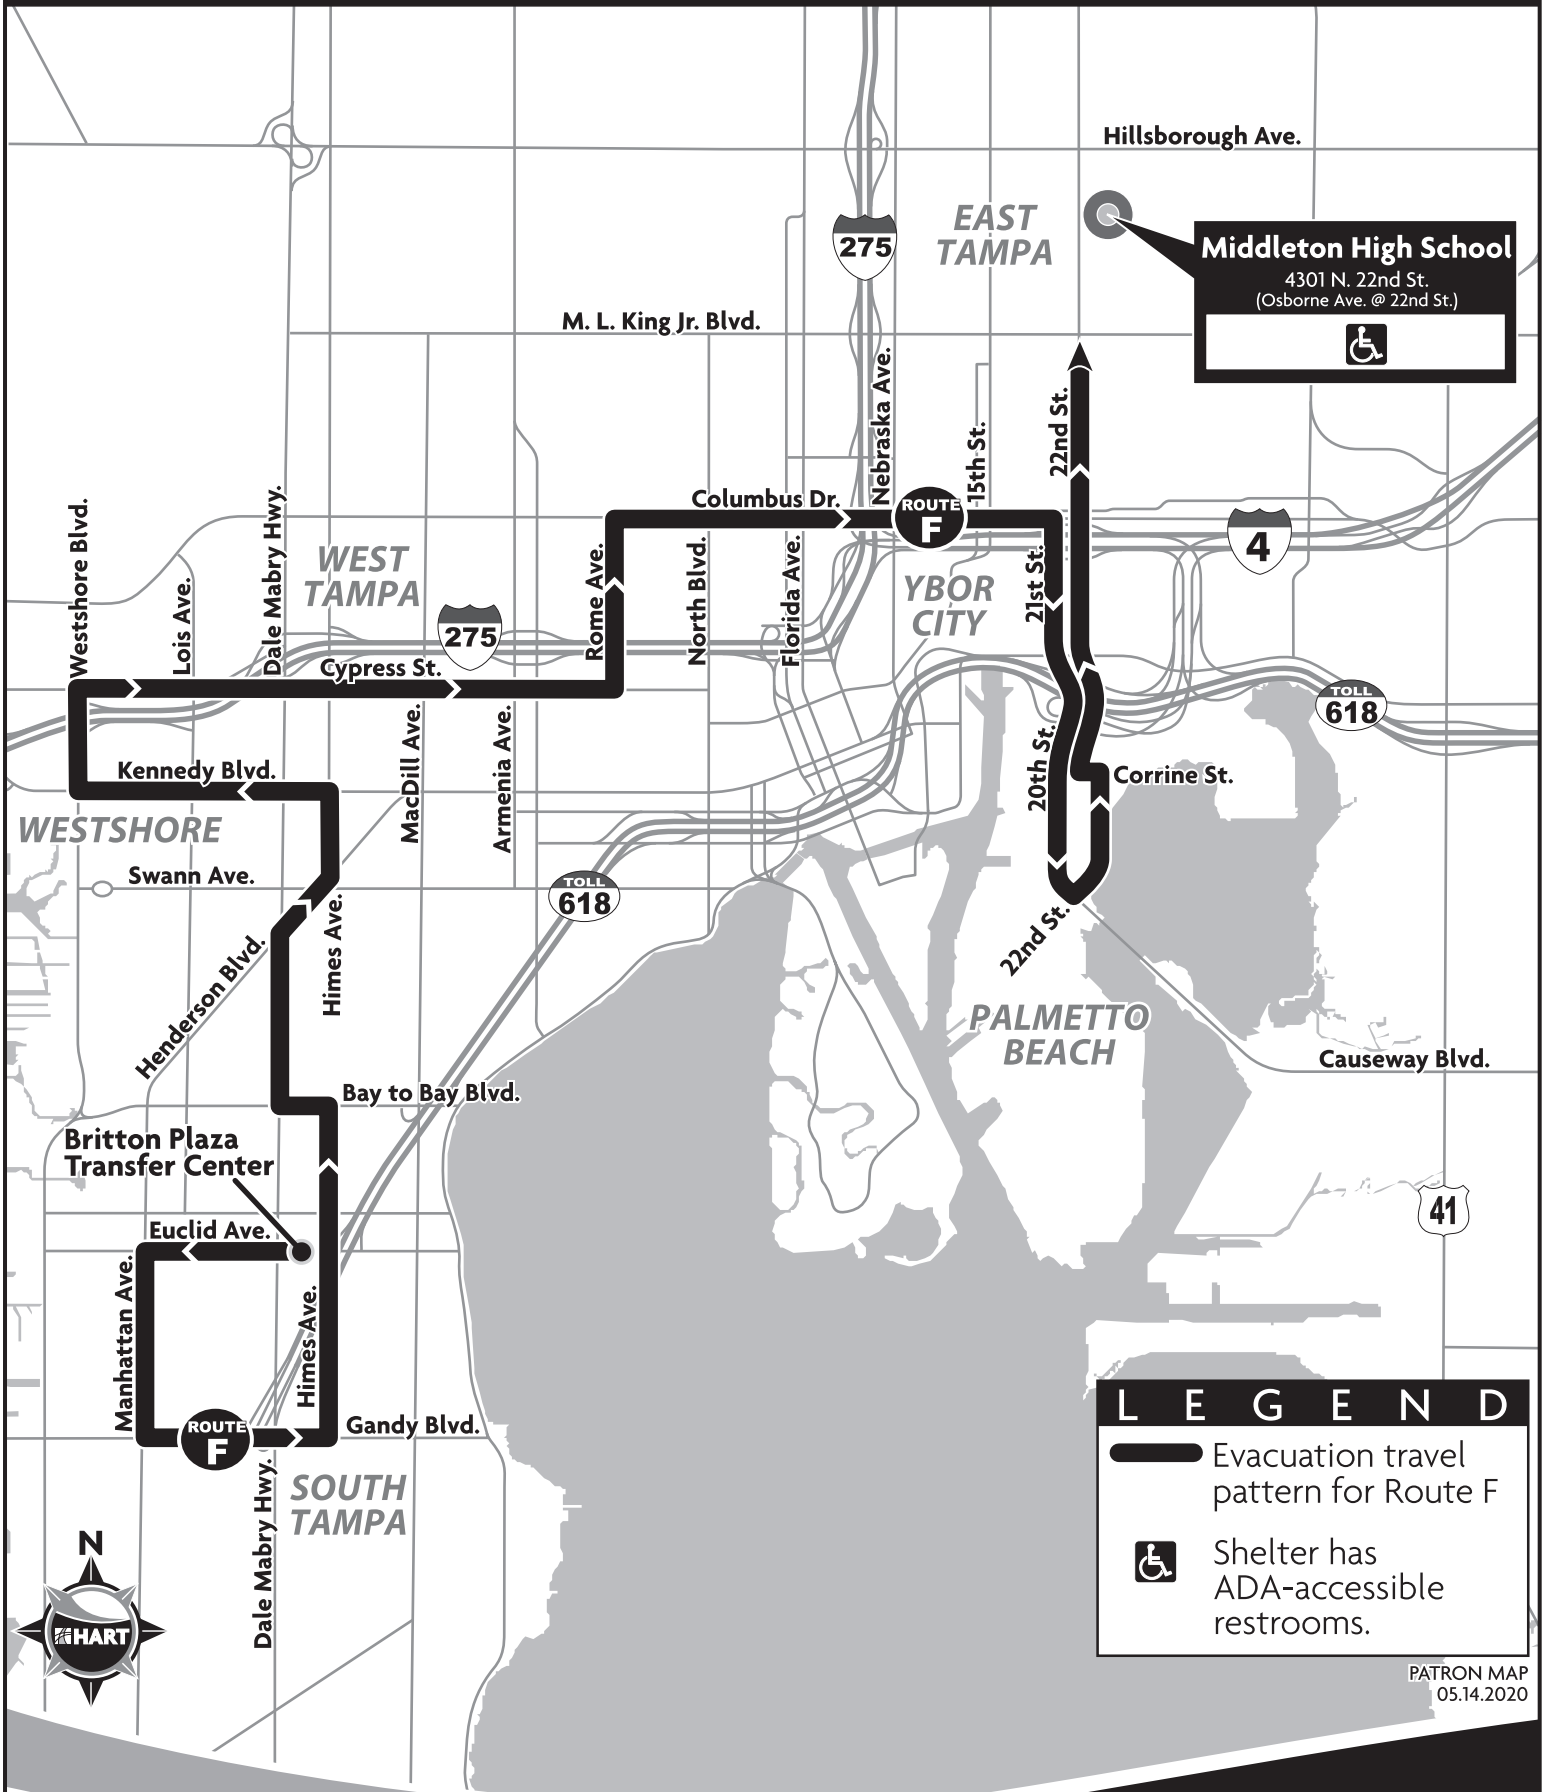 Hillsborough Ave.
EAST
TAMPA
275
Middleton High School
4301 N. 22nd St.
(Osborne Ave. @ 22nd St.)
M. L. King Jr. Blvd.
Nebraska Ave.
15th St.
22nd St.
Columbus Dr.
ROUTE
F
4
Westshore Blvd.
Lois Ave.
Dale Mabry Hwy.
WEST
TAMPA
275
Rome Ave.
North Blvd.
Florida Ave.
YBOR
CITY
21st St.
Cypress St.
TOLL
618
MacDill Ave.
Armenia Ave.
20th St.
Kennedy Blvd.
Corrine St.
WESTSHORE
Swann Ave.
TOLL
618
Himes Ave.
Henderson Blvd.
22nd St.
PALMETTO
BEACH
Causeway Blvd.
Bay to Bay Blvd.
Britton Plaza
Transfer Center
41
Euclid Ave.
Manhattan Ave.
Himes Ave.
ROUTE
F
Gandy Blvd.
Dale Mabry Hwy.
SOUTH
TAMPA
LEGEND
Evacuation travel
pattern for Route F
Shelter has
ADA-accessible
restrooms.
N
HART
PATRON MAP
05.14.2020